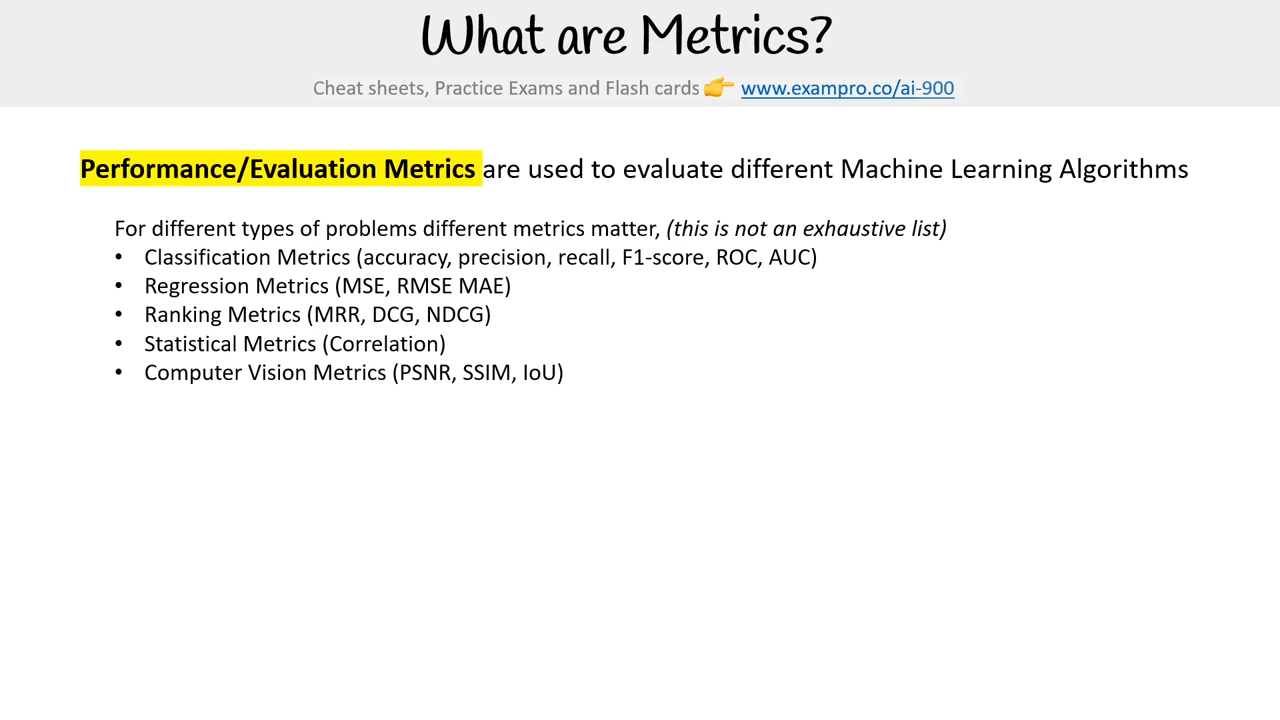 What are Metrics?
Cheat sheets, Practice Exams and Flash cards 👉 www.exampro.co/ai-900
Performance/Evaluation Metrics are used to evaluate different Machine Learning Algorithms
For different types of problems different metrics matter, (this is not an exhaustive list)
• Classification Metrics (accuracy, precision, recall, F1-score, ROC, AUC)
• Regression Metrics (MSE, RMSE MAE)
• Ranking Metrics (MRR, DCG, NDCG)
• Statistical Metrics (Correlation)
• Computer Vision Metrics (PSNR, SSIM, IoU)